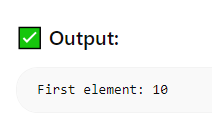 ✅ Output:
First element: 10